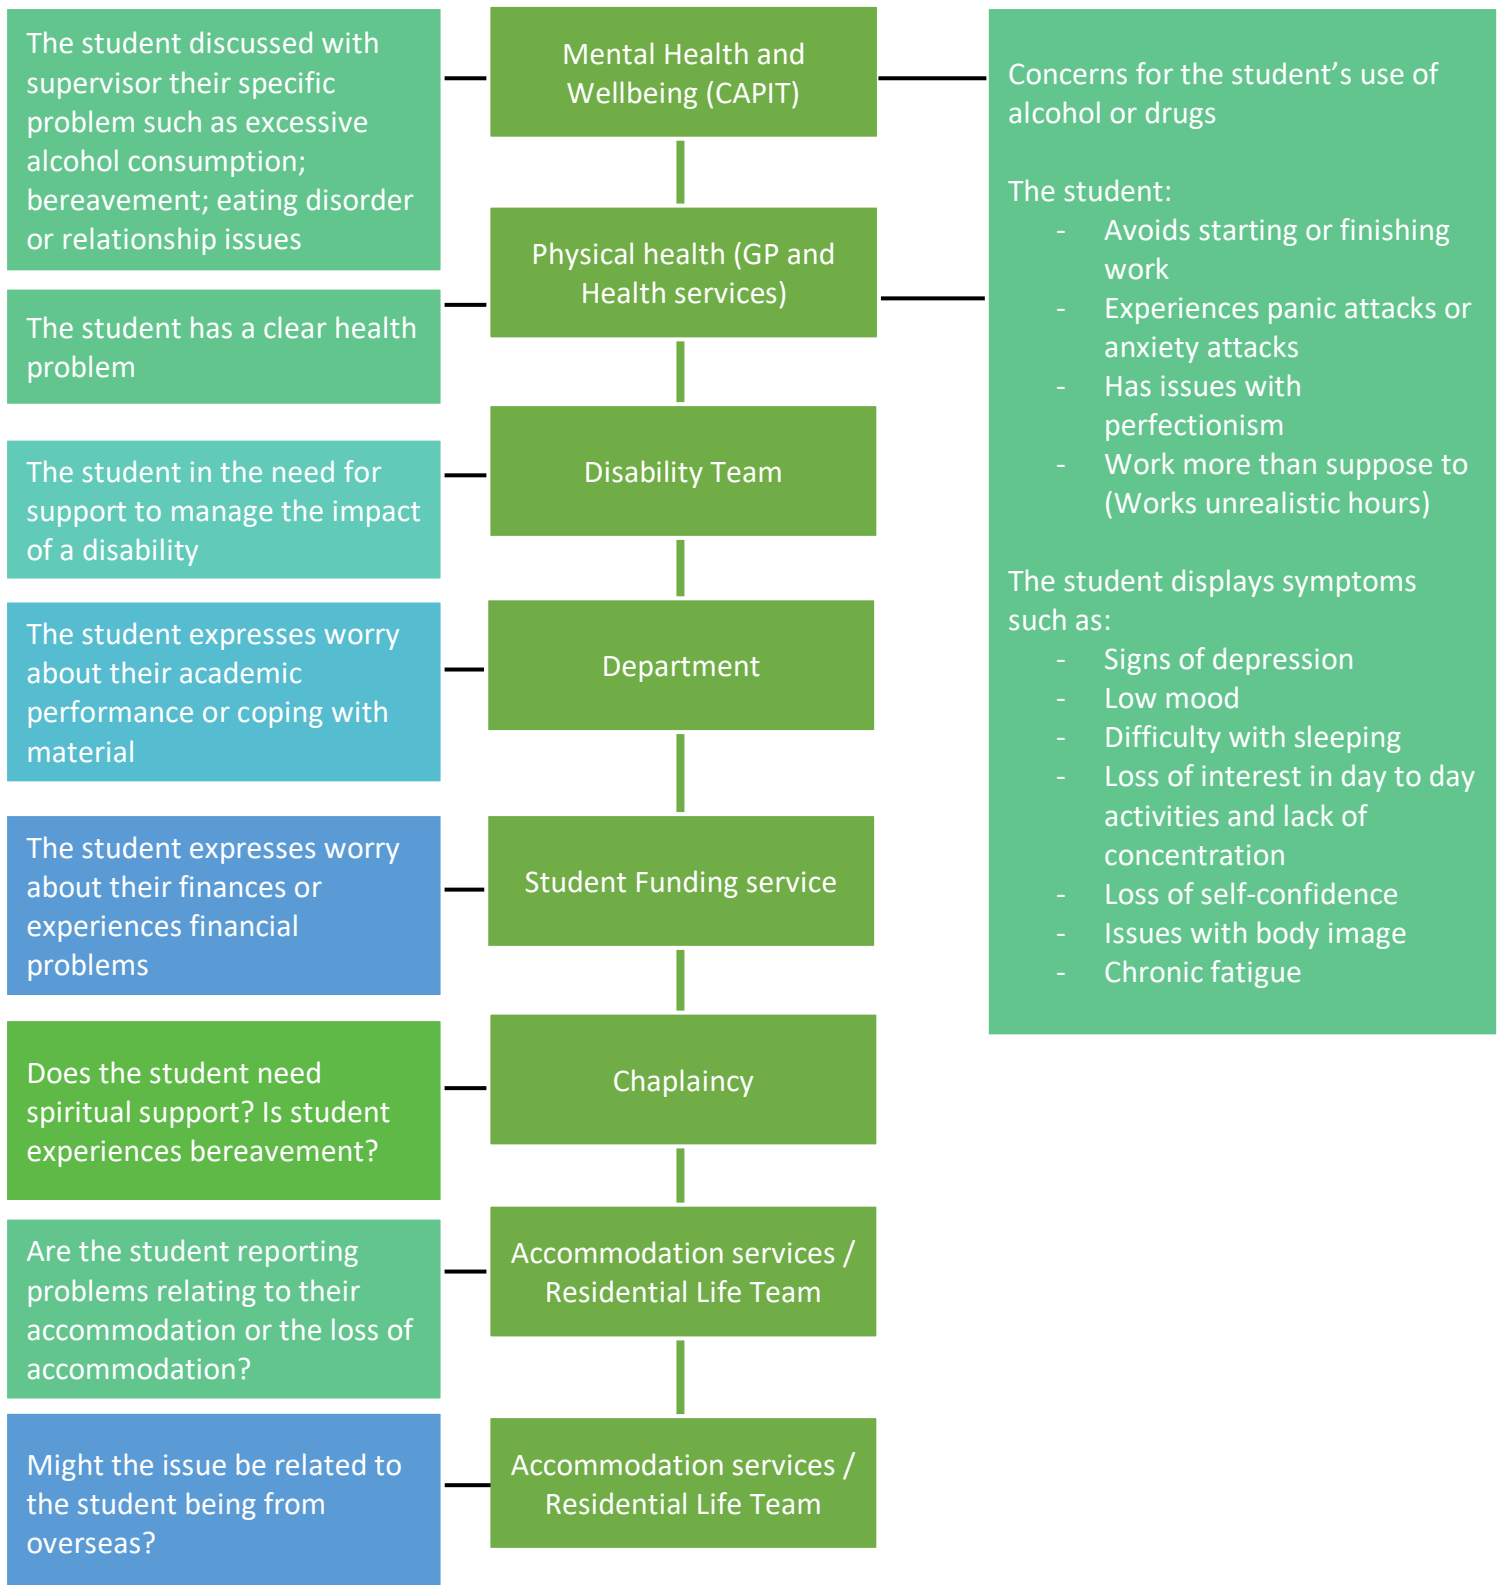 The student discussed with
supervisor their specific
problem such as excessive
alcohol consumption;
bereavement; eating disorder
or relationship issues
Mental Health and
Wellbeing (CAPIT)
Concerns for the student’s use of
alcohol or drugs
The student:
- Avoids starting or finishing
work
- Experiences panic attacks or
anxiety attacks
- Has issues with
perfectionism
- Work more than suppose to
(Works unrealistic hours)
The student displays symptoms
such as:
- Signs of depression
- Low mood
- Difficulty with sleeping
- Loss of interest in day to day
activities and lack of
concentration
- Loss of self-confidence
- Issues with body image
- Chronic fatigue
The student has a clear health
problem
Physical health (GP and
Health services)
The student in the need for
support to manage the impact
of a disability
Disability Team
The student expresses worry
about their academic
performance or coping with
material
Department
The student expresses worry
about their finances or
experiences financial
problems
Student Funding service
Does the student need
spiritual support? Is student
experiences bereavement?
Chaplaincy
Are the student reporting
problems relating to their
accommodation or the loss of
accommodation?
Accommodation services /
Residential Life Team
Might the issue be related to
the student being from
overseas?
Accommodation services /
Residential Life Team